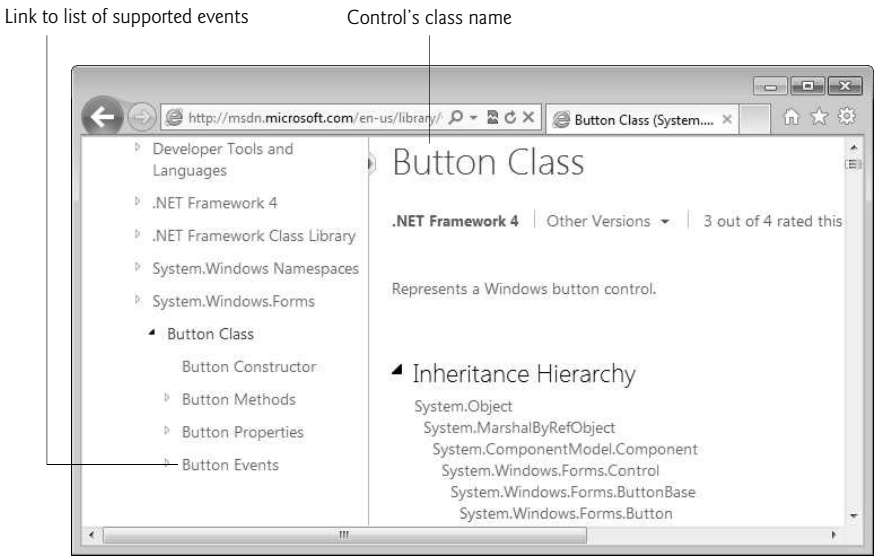 Link to list of supported events
Control's class name
http://msdn.microsoft.com/en-us/library/
Button Class (System....
Developer Tools and
Languages
.NET Framework 4
.NET Framework Class Library
System.Windows Namespaces
System.Windows.Forms
Button Class
Button Constructor
Button Methods
Button Properties
Button Events
Button Class
.NET Framework 4
Other Versions
3 out of 4 rated this
Represents a Windows button control.
Inheritance Hierarchy
System.Object
System.MarshalByRefObject
System.ComponentModel.Component
System.Windows.Forms.Control
System.Windows.Forms.ButtonBase
System.Windows.Forms.Button